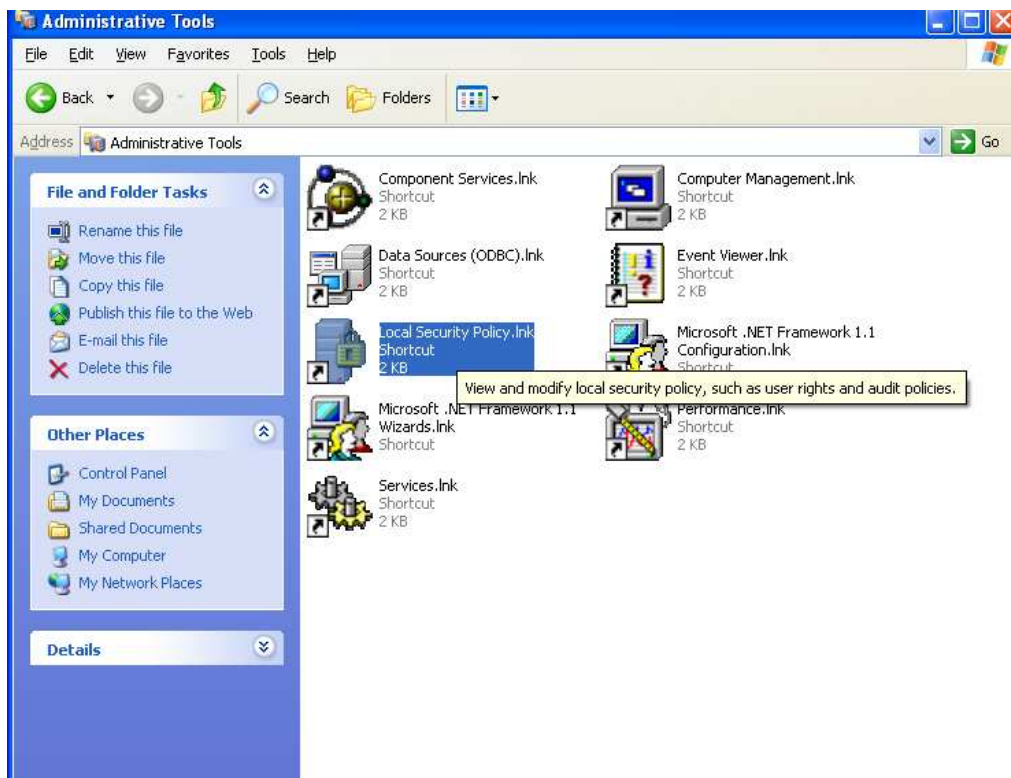 Administrative Tools
File Edit View Favorites Tools Help
Back Search Folders
Address Administrative Tools Go
File and Folder Tasks
Rename this file
Move this file
Copy this file
Publish this file to the Web
E-mail this file
Delete this file
Other Places
Control Panel
My Documents
Shared Documents
My Computer
My Network Places
Details
Component Services.lnk
Shortcut
2 KB
Computer Management.lnk
Shortcut
2 KB
Data Sources (ODBC).lnk
Shortcut
2 KB
Event Viewer.lnk
Shortcut
2 KB
Local Security Policy.lnk
Shortcut
2 KB
Microsoft .NET Framework 1.1
Configuration.lnk
Shortcut
View and modify local security policy, such as user rights and audit policies.
Microsoft .NET Framework 1.1
Wizards.lnk
Shortcut
Performance.lnk
Shortcut
2 KB
Services.lnk
Shortcut
2 KB